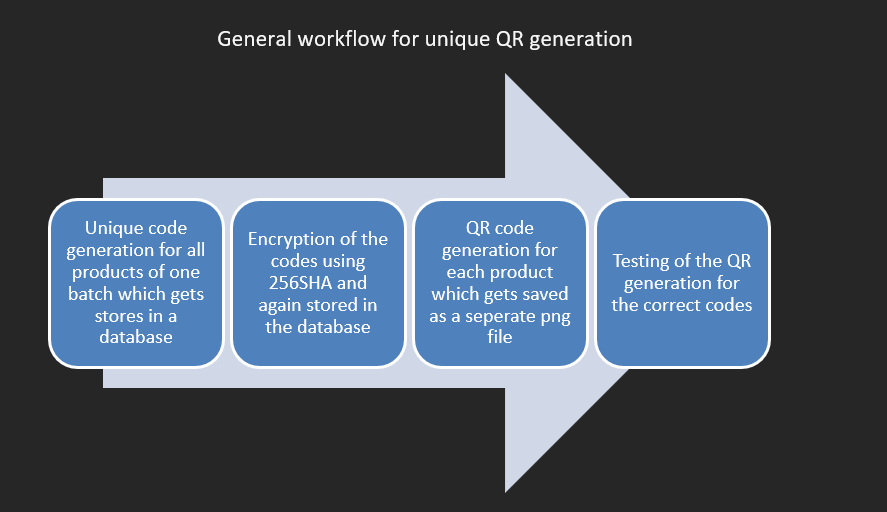 General workflow for unique QR generation
Unique code
generation for all
products of one
batch which gets
stores in a
database
Encryption of the
codes using
256SHA and
again stored in
the database
QR code
generation for
each product
which gets saved
as a seperate png
file
Testing of the QR
generation for
the correct codes